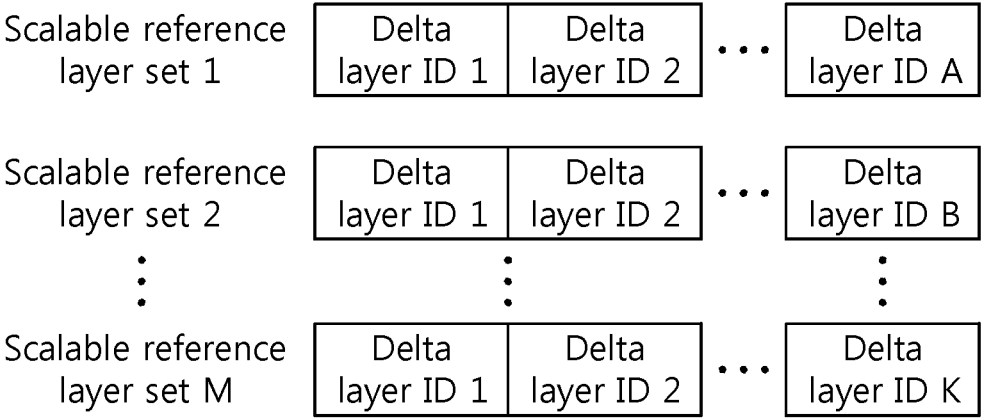 Scalable reference layer set 1
Delta layer ID 1
Delta layer ID 2
...
Delta layer ID A
Scalable reference layer set 2
Delta layer ID 1
Delta layer ID 2
...
Delta layer ID B
Scalable reference layer set M
Delta layer ID 1
Delta layer ID 2
...
Delta layer ID K